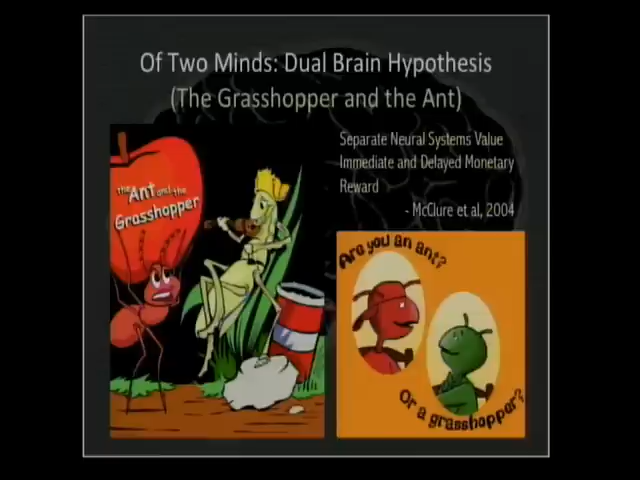 Of Two Minds: Dual Brain Hypothesis
(The Grasshopper and the Ant)
Separate Neural Systems Value
Immediate and Delayed Monetary
Reward
- McClure et al, 2004
the Ant and the
Grasshopper
Are you an ant?
Or a grasshopper?